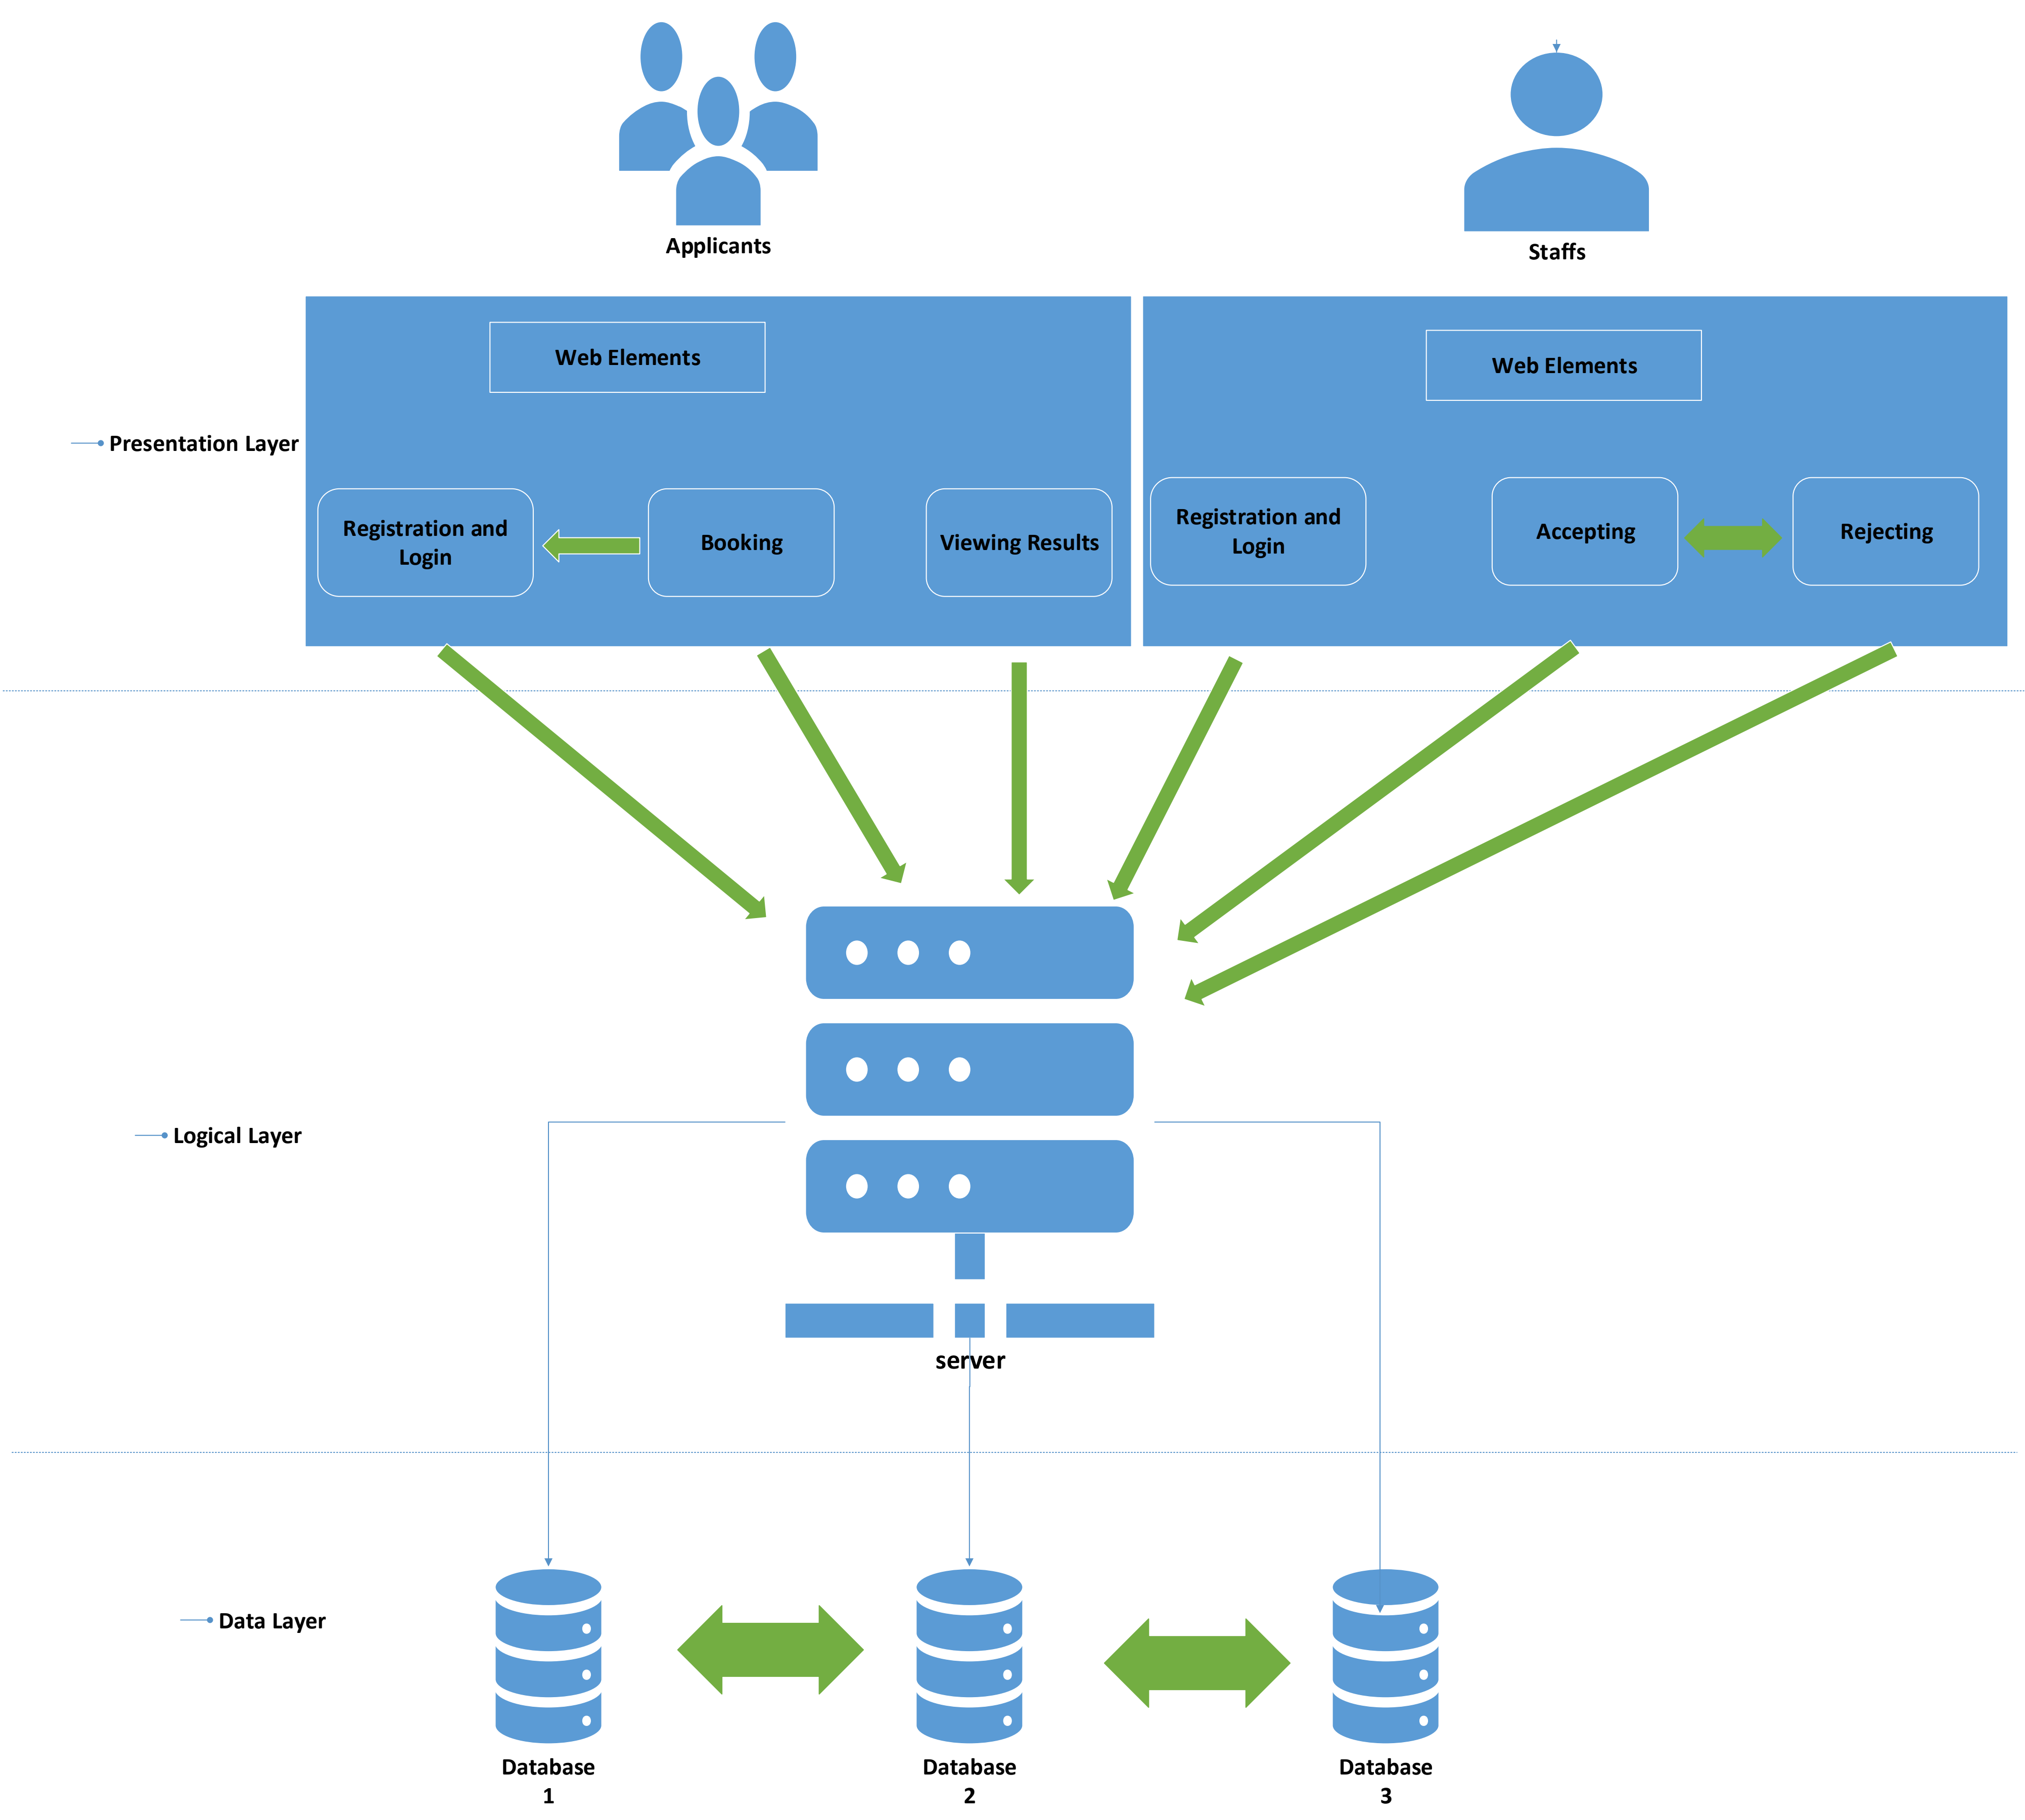 Applicants
Staffs
Web Elements
Web Elements
Presentation Layer
Registration and
Login
Booking
Viewing Results
Registration and
Login
Accepting
Rejecting
Logical Layer
server
Data Layer
Database
1
Database
2
Database
3